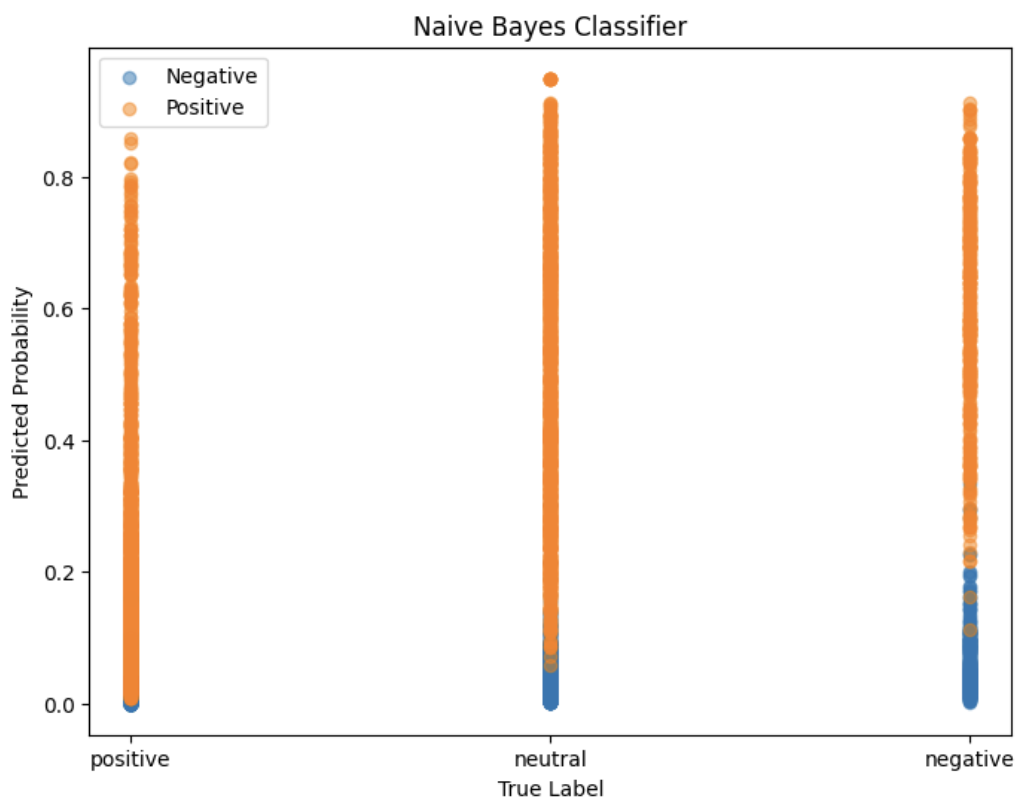 Naive Bayes Classifier
Negative
Positive
Predicted Probability
0.8
0.6
0.4
0.2
0.0
positive neutral negative
True Label